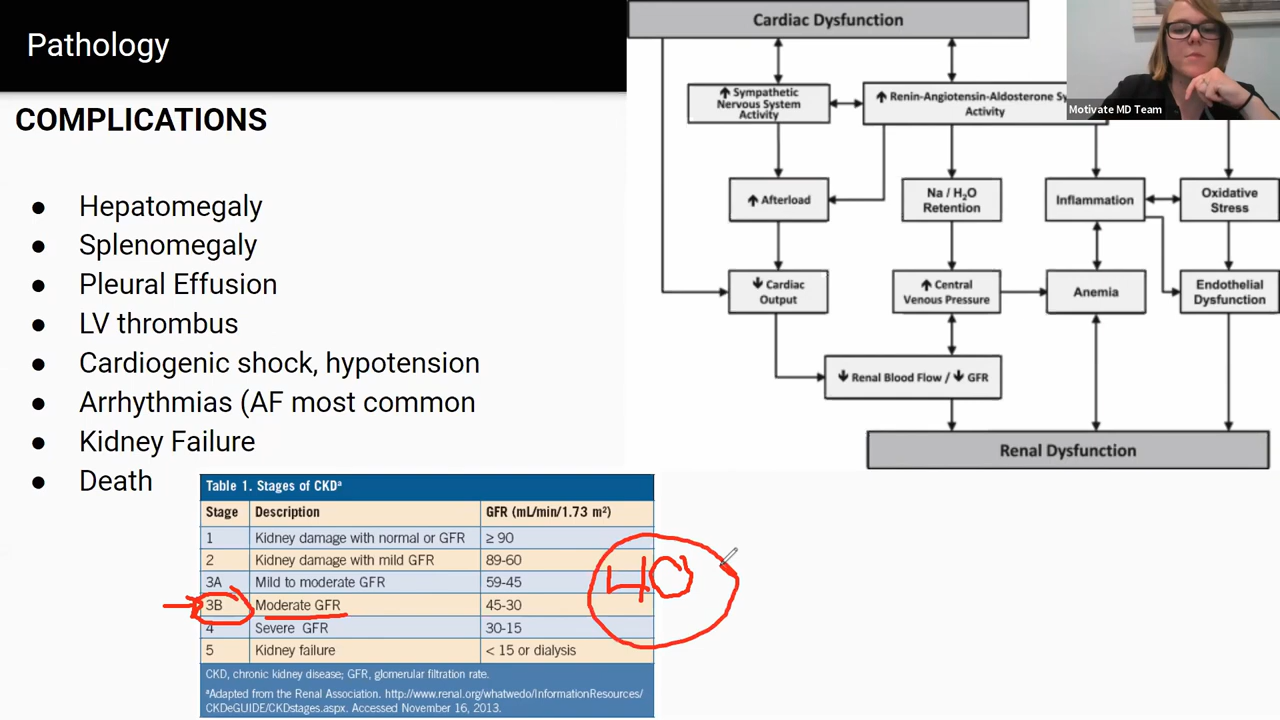 Pathology
COMPLICATIONS
● Hepatomegaly
● Splenomegaly
● Pleural Effusion
● LV thrombus
● Cardiogenic shock, hypotension
● Arrhythmias (AF most common
● Kidney Failure
● Death
Cardiac Dysfunction
↑ Sympathetic
Nervous System
Activity
↑ Renin-Angiotensin-Aldosterone
Activity
Motivate MD Team
↑ Afterload
Na / H₂O
Retention
Inflammation
Oxidative
Stress
↓ Cardiac
Output
↑ Central
Venous Pressure
Anemia
Endothelial
Dysfunction
↓ Renal Blood Flow / ↓ GFR
Renal Dysfunction
Table 1. Stages of CKDª
Stage Description GFR (mL/min/1.73 m²)
1 Kidney damage with normal or GFR ≥ 90
2 Kidney damage with mild GFR 89-60
3A Mild to moderate GFR 59-45
3B Moderate GFR 45-30
4 Severe GFR 30-15
5 Kidney failure < 15 or dialysis
40
CKD, chronic kidney disease; GFR, glomerular filtration rate.
ªAdapted from the Renal Association. http://www.renal.org/whatwedo/InformationResources/
CKDeGUIDE/CKDstages.aspx. Accessed November 16, 2013.